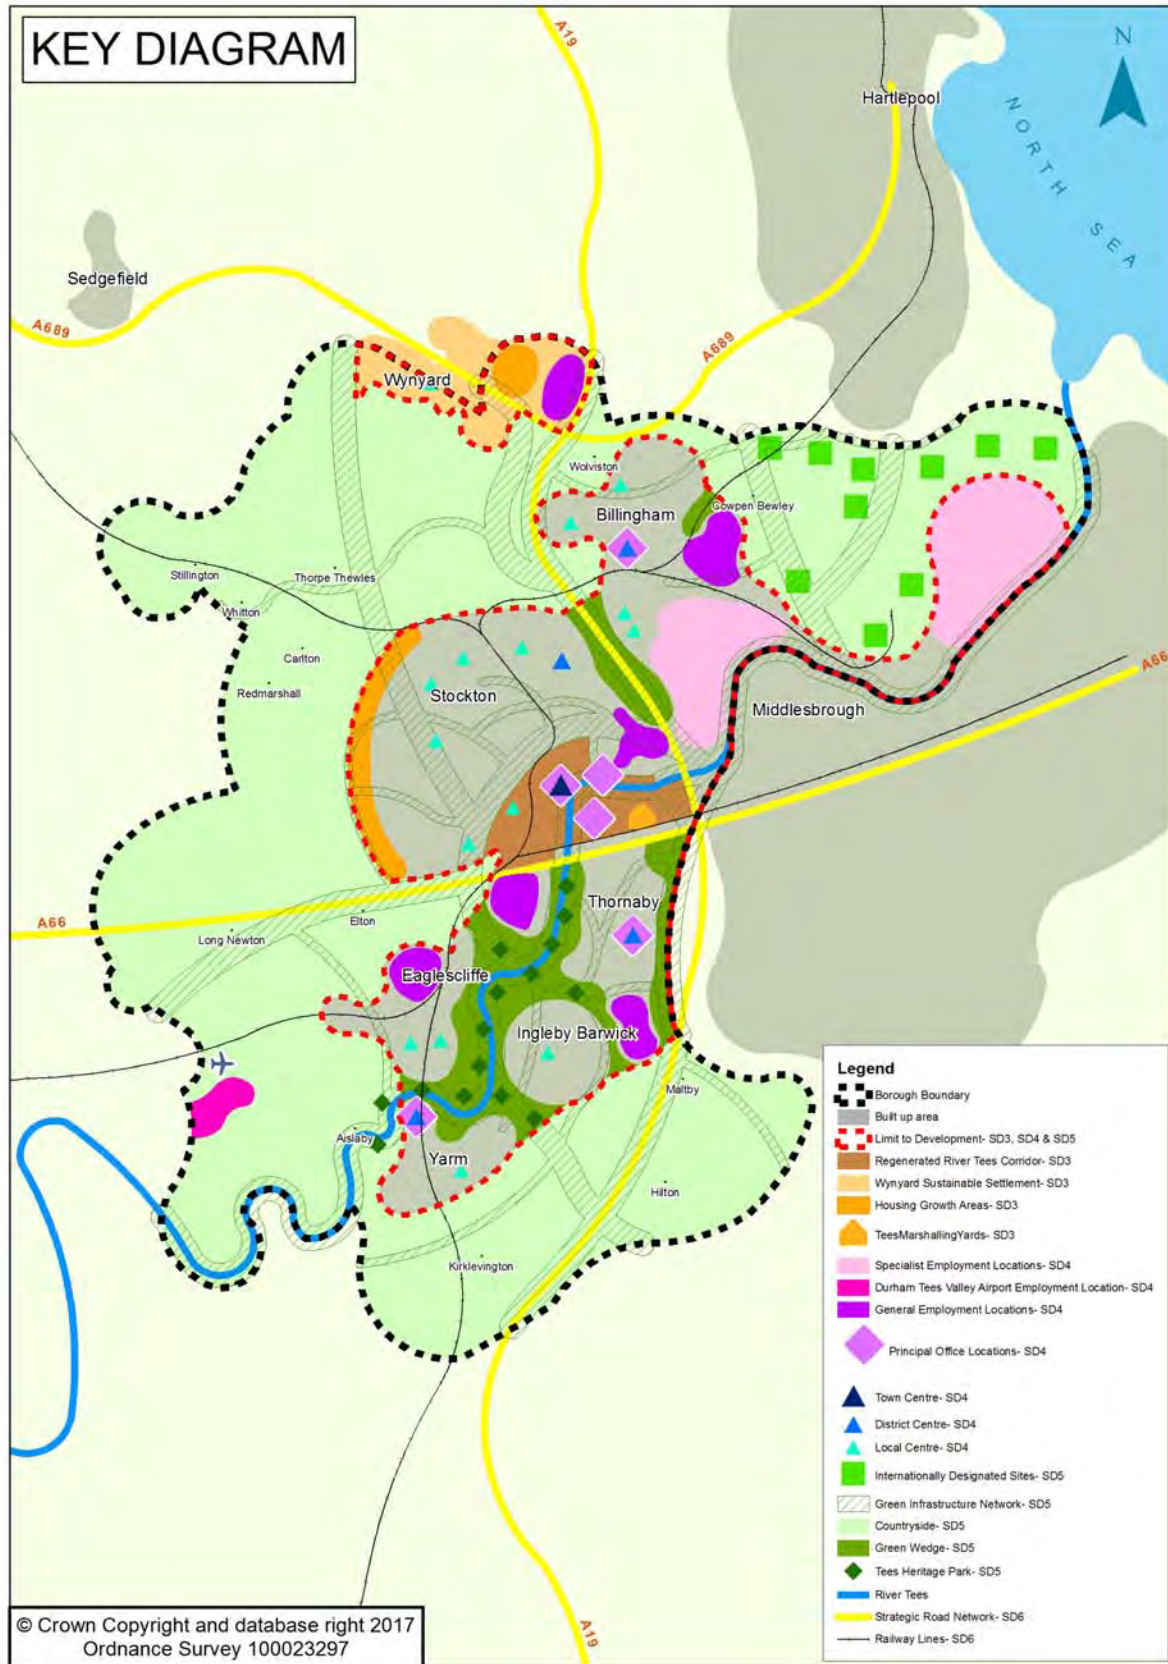 KEY DIAGRAM
A19
N
Hartlepool
NORTH SEA
Sedgefield
A689
A689
Wynyard
Wolviston
Billingham
Cowpen Bewley
Stillington
Thorpe Thewles
Whitton
Carlton
Redmarshall
Stockton
A66
Middlesbrough
Thornaby
A66
Elton
Long Newton
Eaglescliffe
Ingleby Barwick
Maltby
Aislaby
Yarm
Hilton
Kirklevington
A19
Legend
Borough Boundary
Built up area
Limit to Development- SD3, SD4 & SD5
Regenerated River Tees Corridor- SD3
Wynyard Sustainable Settlement- SD3
Housing Growth Areas- SD3
TeesMarshallingYards- SD3
Specialist Employment Locations- SD4
Durham Tees Valley Airport Employment Location- SD4
General Employment Locations- SD4
Principal Office Locations- SD4
Town Centre- SD4
District Centre- SD4
Local Centre- SD4
Internationally Designated Sites- SD5
Green Infrastructure Network- SD5
Countryside- SD5
Green Wedge- SD5
Tees Heritage Park- SD5
River Tees
Strategic Road Network- SD6
Railway Lines- SD6
© Crown Copyright and database right 2017
Ordnance Survey 100023297